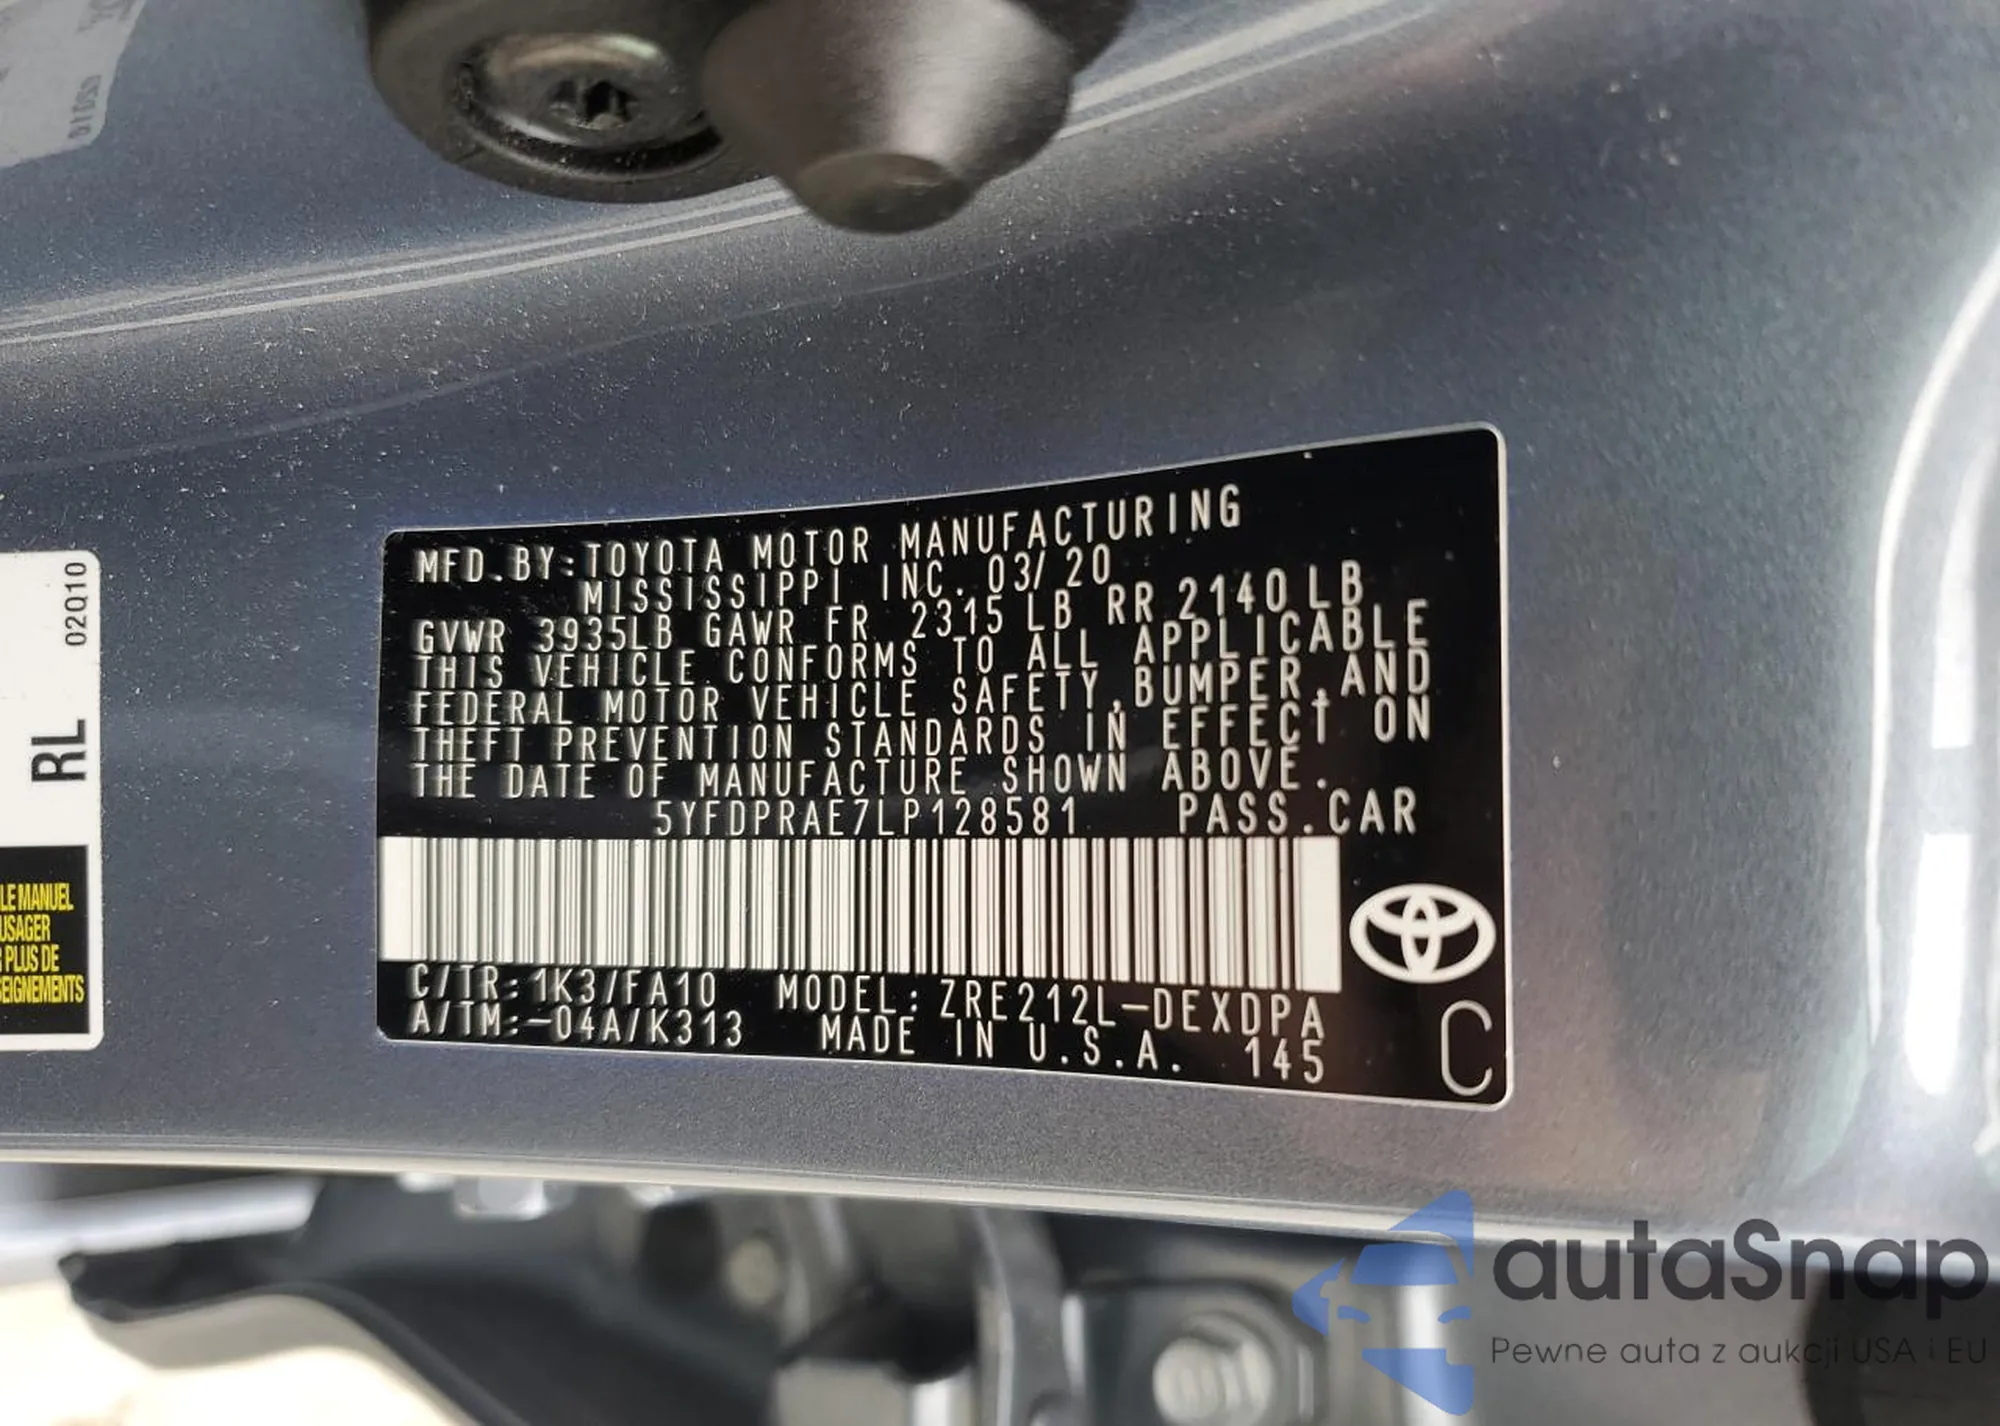 MFD.BY:TOYOTA MOTOR MANUFACTURING
MISSISSIPPI INC. 03/20
GVWR 3935LB GAWR FR 2315 LB RR 2140LB
THIS VEHICLE CONFORMS TO ALL APPLICABLE
FEDERAL MOTOR VEHICLE SAFETY,BUMPER,AND
THEFT PREVENTION STANDARDS IN EFFECT ON
THE DATE OF MANUFACTURE SHOWN ABOVE.
5YFDPRAE7LP128581 PASS.CAR
C/TR:1K3/FA10 MODEL:ZRE212L-DEXDPA
A/TM:-04A/K313 MADE IN U.S.A. 145
C
02Q10
RL
LE MANUEL
USAGER
PLUS DE
SEIGNEMENTS
autaSnap
Pewne auta z aukcji USA i EU